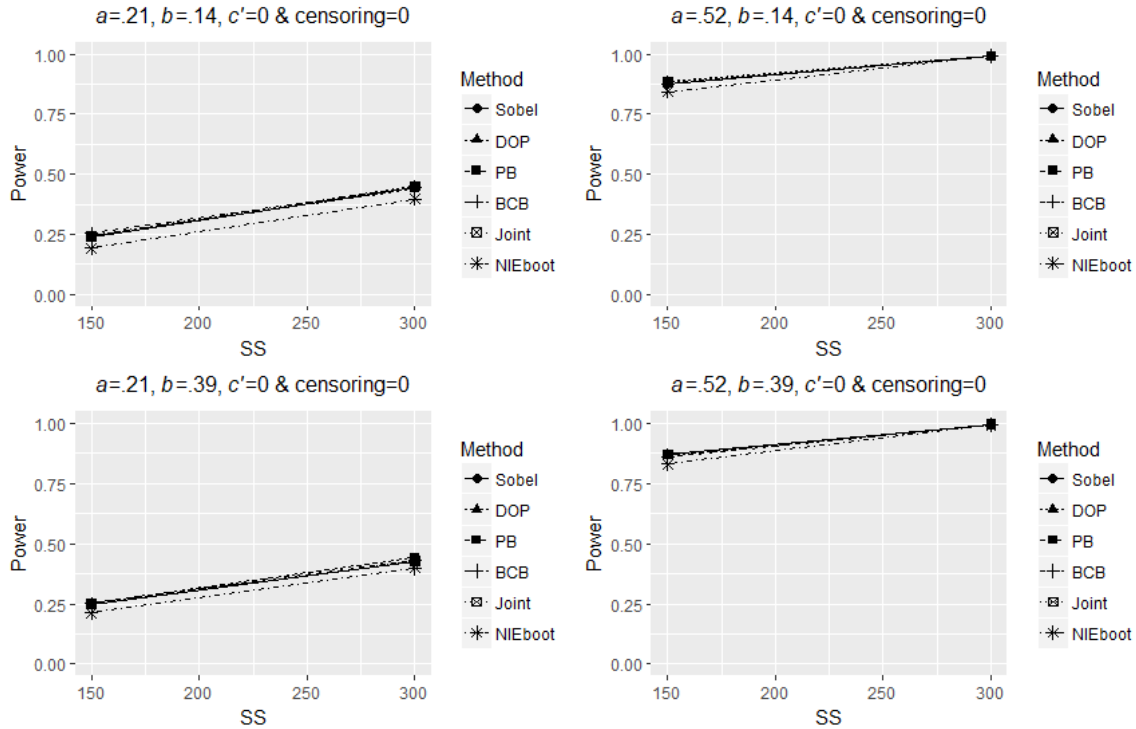 a=.21, b=.14, c'=0 & censoring=0
Power
1.00
0.75
0.50
0.25
0.00
150 200 250 300
SS
Method
Sobel
DOP
PB
BCB
Joint
NIEboot
a=.52, b=.14, c'=0 & censoring=0
Power
1.00
0.75
0.50
0.25
0.00
150 200 250 300
SS
Method
Sobel
DOP
PB
BCB
Joint
NIEboot
a=.21, b=.39, c'=0 & censoring=0
Power
1.00
0.75
0.50
0.25
0.00
150 200 250 300
SS
Method
Sobel
DOP
PB
BCB
Joint
NIEboot
a=.52, b=.39, c'=0 & censoring=0
Power
1.00
0.75
0.50
0.25
0.00
150 200 250 300
SS
Method
Sobel
DOP
PB
BCB
Joint
NIEboot